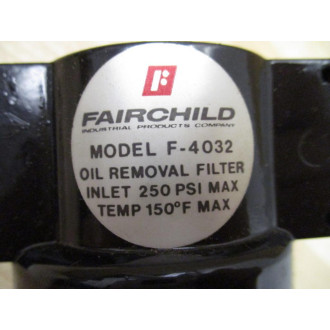 FAIRCHILD
INDUSTRIAL PRODUCTS COMPANY
MODEL F-4032
OIL REMOVAL FILTER
INLET 250 PSI MAX
TEMP 150°F MAX